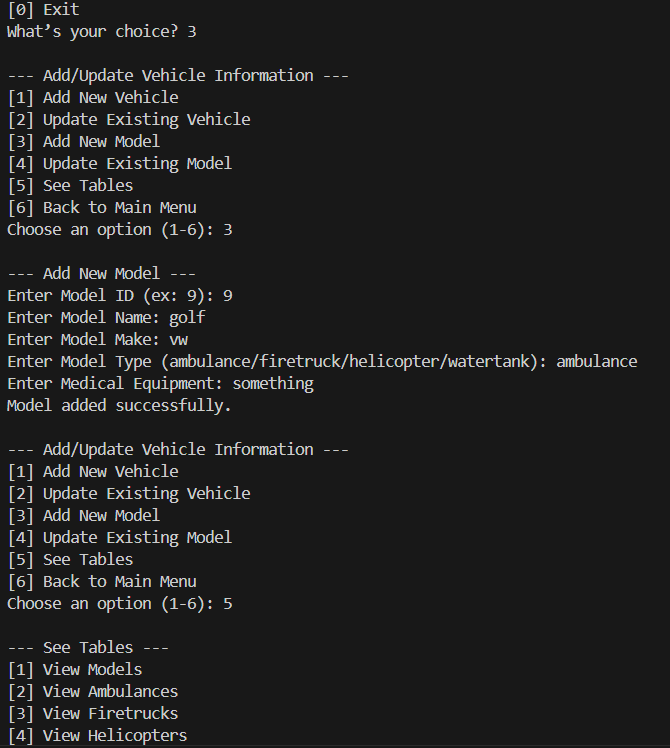 [0] Exit
What’s your choice? 3
--- Add/Update Vehicle Information ---
[1] Add New Vehicle
[2] Update Existing Vehicle
[3] Add New Model
[4] Update Existing Model
[5] See Tables
[6] Back to Main Menu
Choose an option (1-6): 3
--- Add New Model ---
Enter Model ID (ex: 9): 9
Enter Model Name: golf
Enter Model Make: vw
Enter Model Type (ambulance/firetruck/helicopter/watertank): ambulance
Enter Medical Equipment: something
Model added successfully.
--- Add/Update Vehicle Information ---
[1] Add New Vehicle
[2] Update Existing Vehicle
[3] Add New Model
[4] Update Existing Model
[5] See Tables
[6] Back to Main Menu
Choose an option (1-6): 5
--- See Tables ---
[1] View Models
[2] View Ambulances
[3] View Firetrucks
[4] View Helicopters